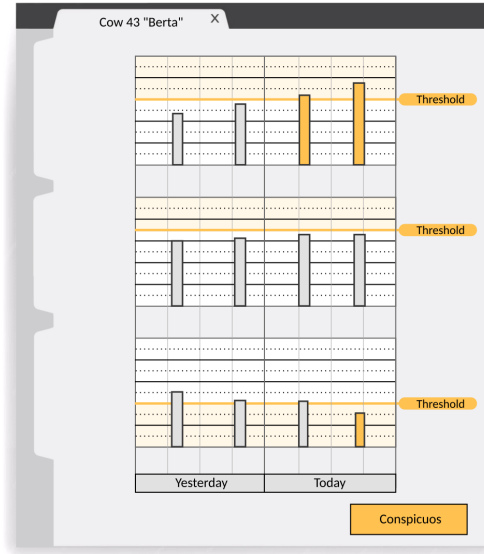 Cow 43 "Berta" X
Threshold
Threshold
Threshold
Yesterday Today
Conspicuos